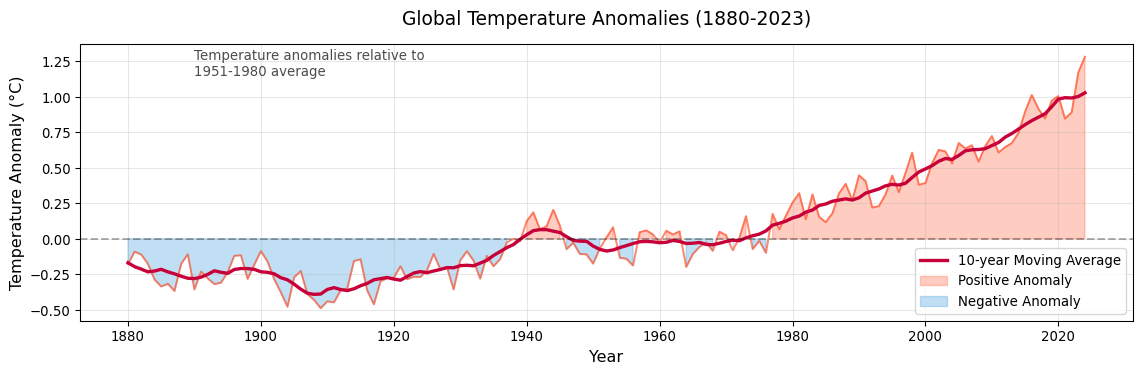 Global Temperature Anomalies (1880-2023)
Temperature anomalies relative to
1951-1980 average
Temperature Anomaly (°C)
1.25
1.00
0.75
0.50
0.25
0.00
−0.25
−0.50
10-year Moving Average
Positive Anomaly
Negative Anomaly
1880 1900 1920 1940 1960 1980 2000 2020
Year